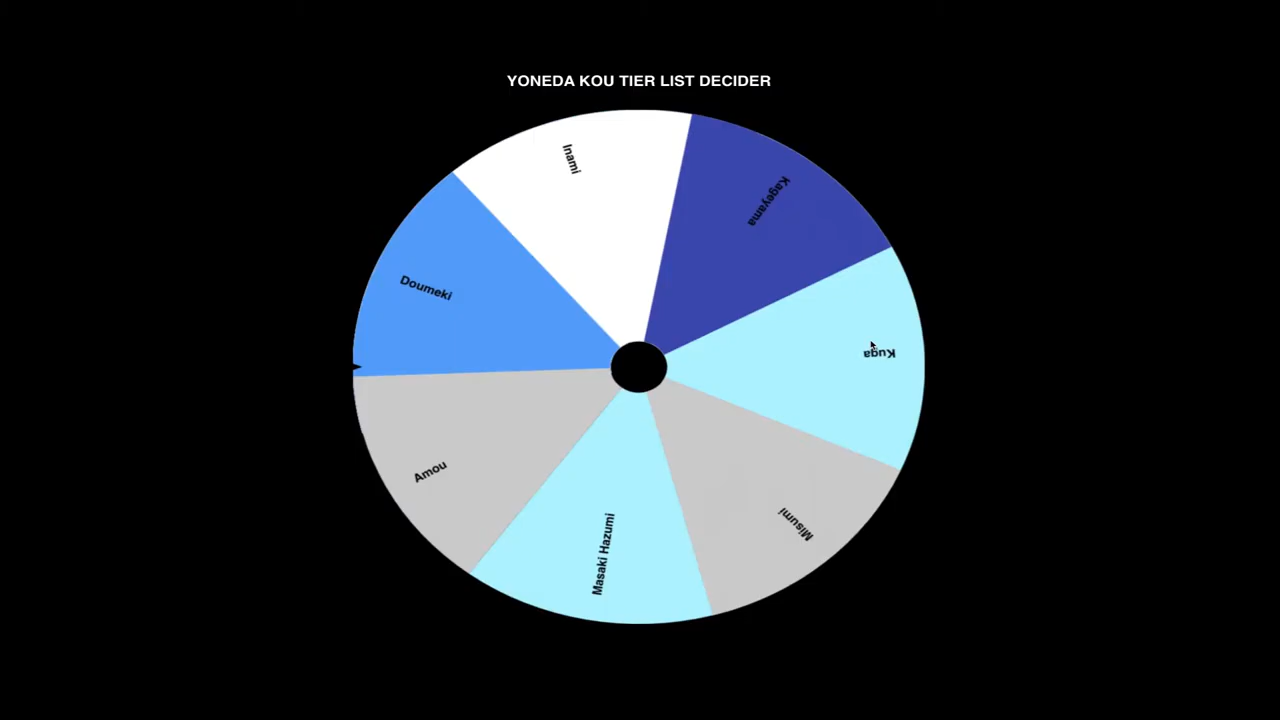 YONEDA KOU TIER LIST DECIDER
Inami
Kageyama
Doumeki
Kuga
Amou
Misumi
Masaki Hazumi